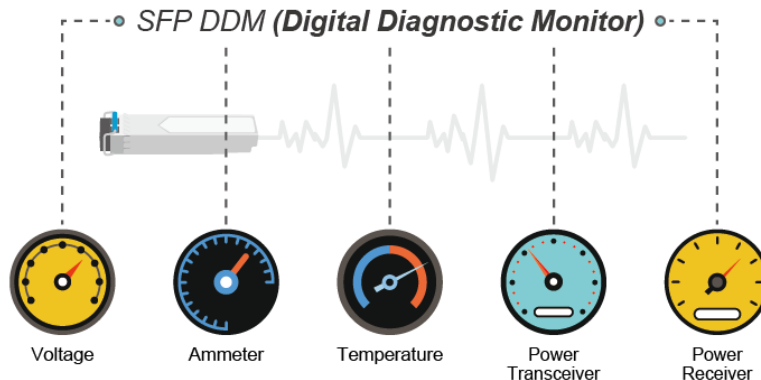 SFP DDM (Digital Diagnostic Monitor)
Voltage
Ammeter
Temperature
Power
Transceiver
Power
Receiver